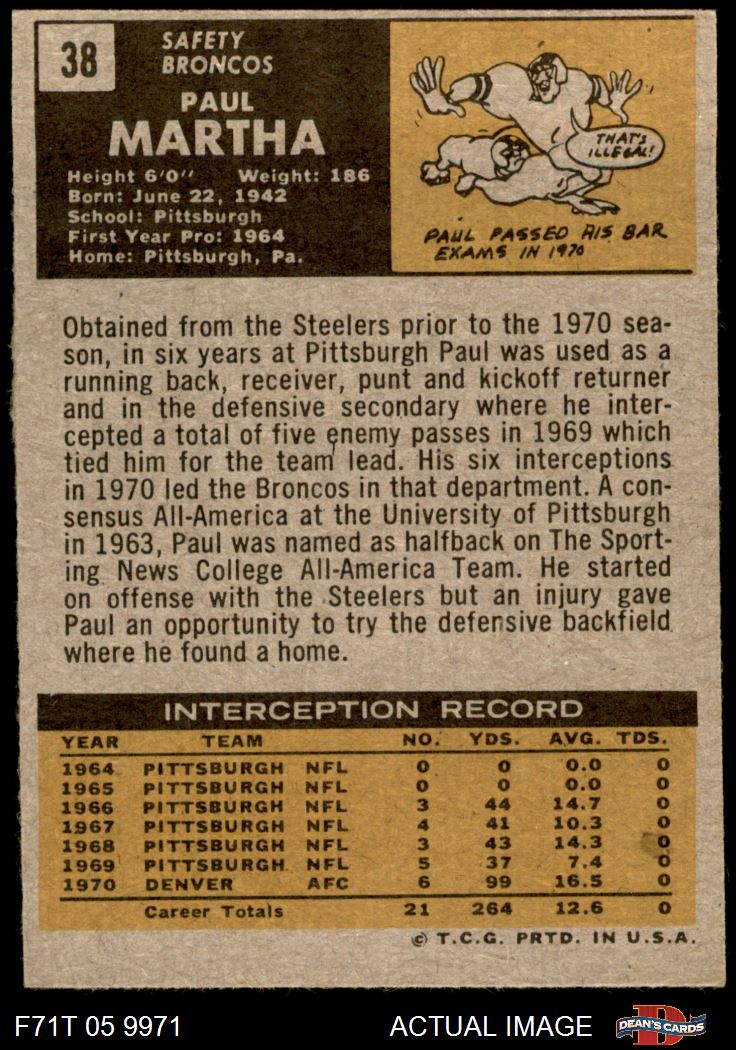 38
SAFETY
BRONCOS
PAUL
MARTHA
Height 6'0" Weight: 186
Born: June 22, 1942
School: Pittsburgh
First Year Pro: 1964
Home: Pittsburgh, Pa.
THAT'S
ILLEGAL!
PAUL PASSED HIS BAR
EXAMS IN 1970
Obtained from the Steelers prior to the 1970 sea-
son, in six years at Pittsburgh Paul was used as a
running back, receiver, punt and kickoff returner
and in the defensive secondary where he inter-
cepted a total of five enemy passes in 1969 which
tied him for the team lead. His six interceptions
in 1970 led the Broncos in that department. A con-
sensus All-America at the University of Pittsburgh
in 1963, Paul was named as halfback on The Sport-
ing News College All-America Team. He started
on offense with the Steelers but an injury gave
Paul an opportunity to try the defensive backfield
where he found a home.
INTERCEPTION RECORD
YEAR TEAM NO. YDS. AVG. TDS.
1964 PITTSBURGH NFL 0 0 0.0 0
1965 PITTSBURGH NFL 0 0 0.0 0
1966 PITTSBURGH NFL 3 44 14.7 0
1967 PITTSBURGH NFL 4 41 10.3 0
1968 PITTSBURGH NFL 3 43 14.3 0
1969 PITTSBURGH NFL 5 37 7.4 0
1970 DENVER AFC 6 99 16.5 0
Career Totals 21 264 12.6 0
© T.C.G. PRTD. IN U.S.A.
F71T 05 9971 ACTUAL IMAGE D DEAN'S CARDS